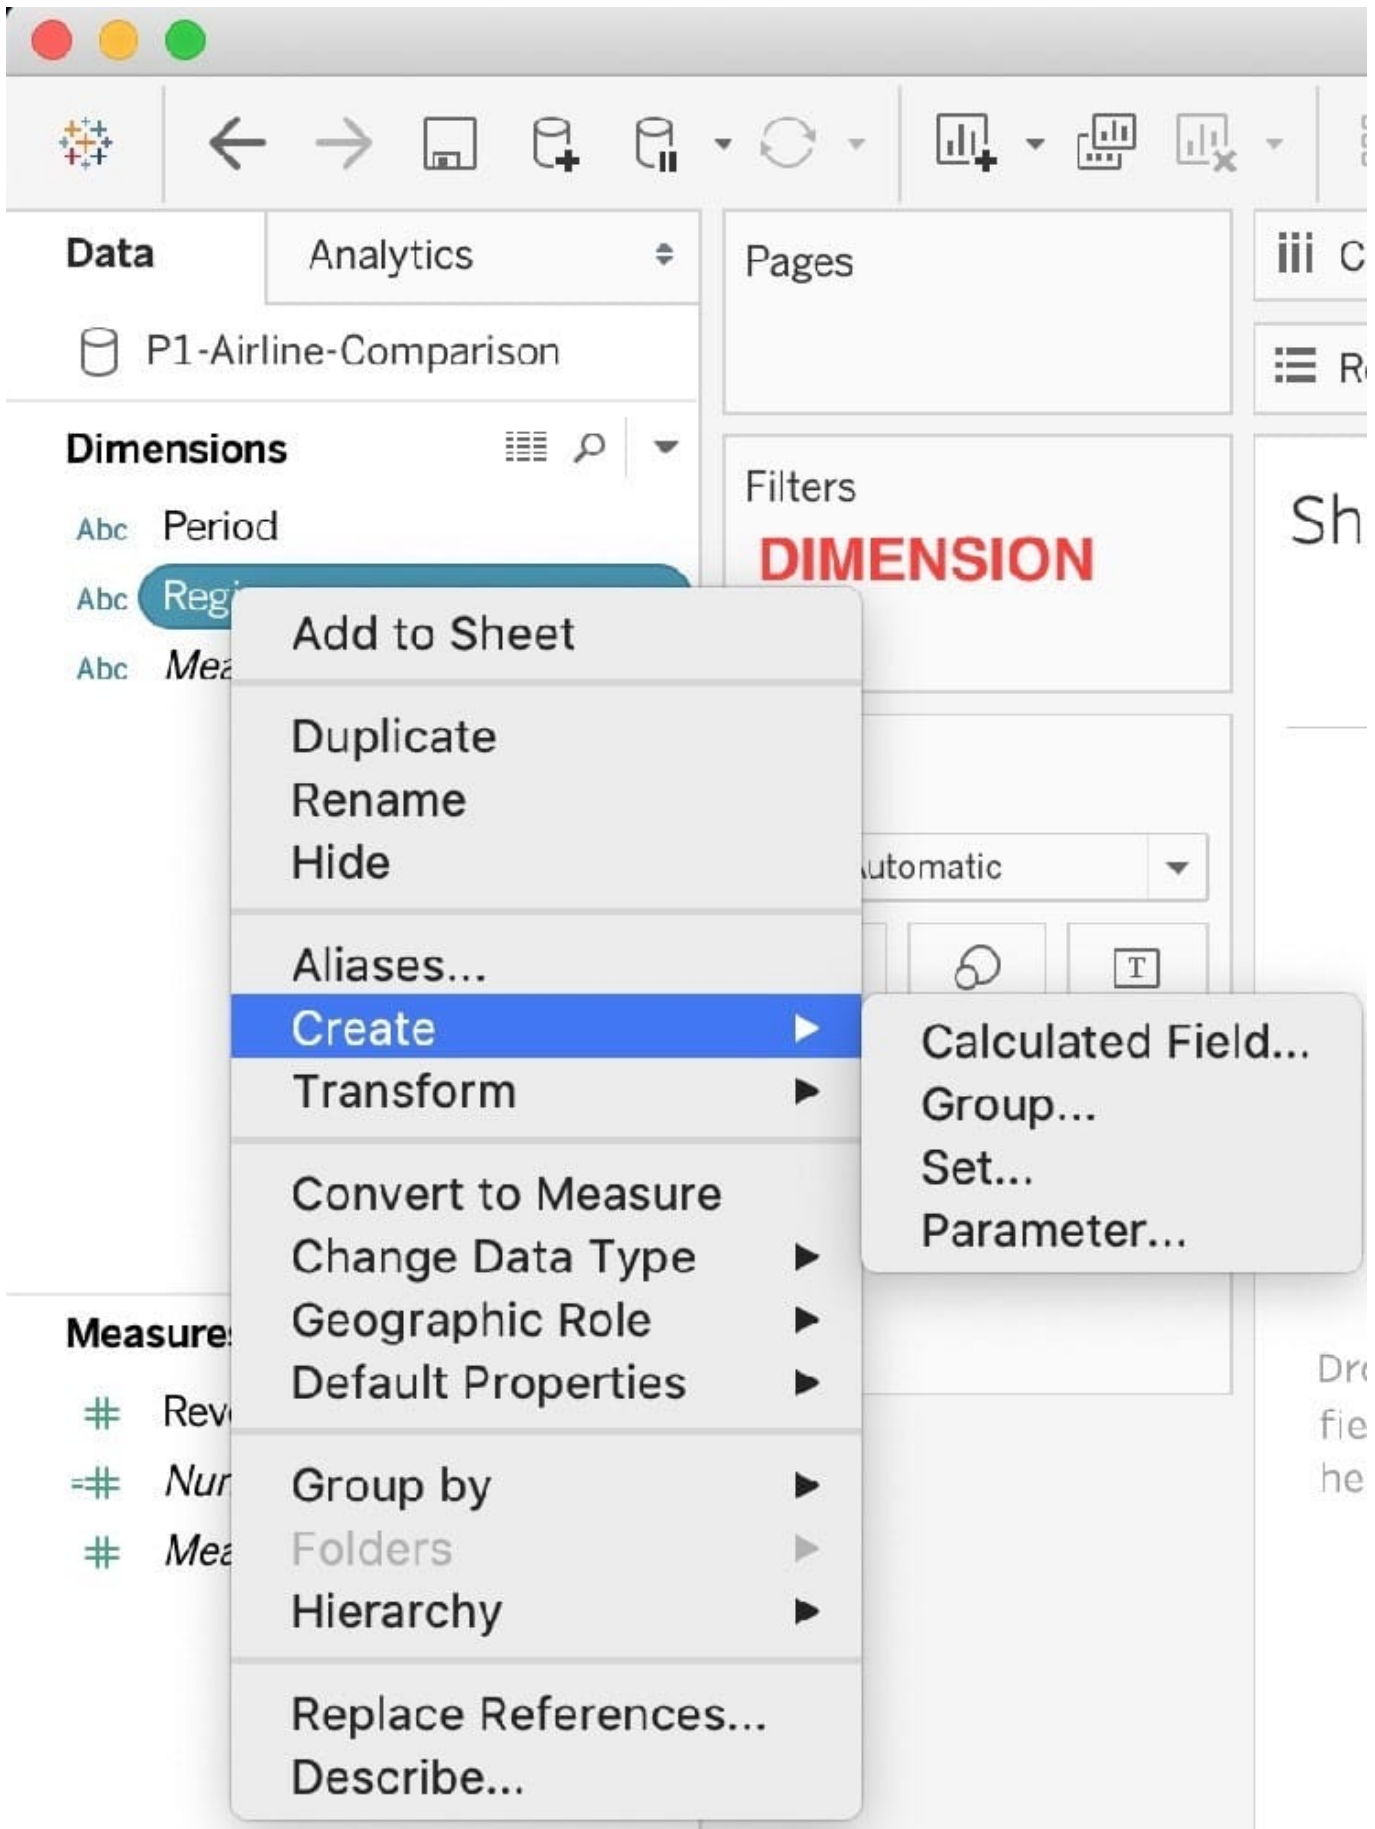 Data
Analytics
Pages
P1-Airline-Comparison
Dimensions
Abc Period
Filters
DIMENSION
Abc
Abc
Add to Sheet
Duplicate
Rename
Hide
Aliases...
Create
Transform
Calculated Field...
Group...
Set...
Parameter...
Convert to Measure
Change Data Type
Geographic Role
Default Properties
Group by
Folders
Hierarchy
Replace References...
Describe...
T